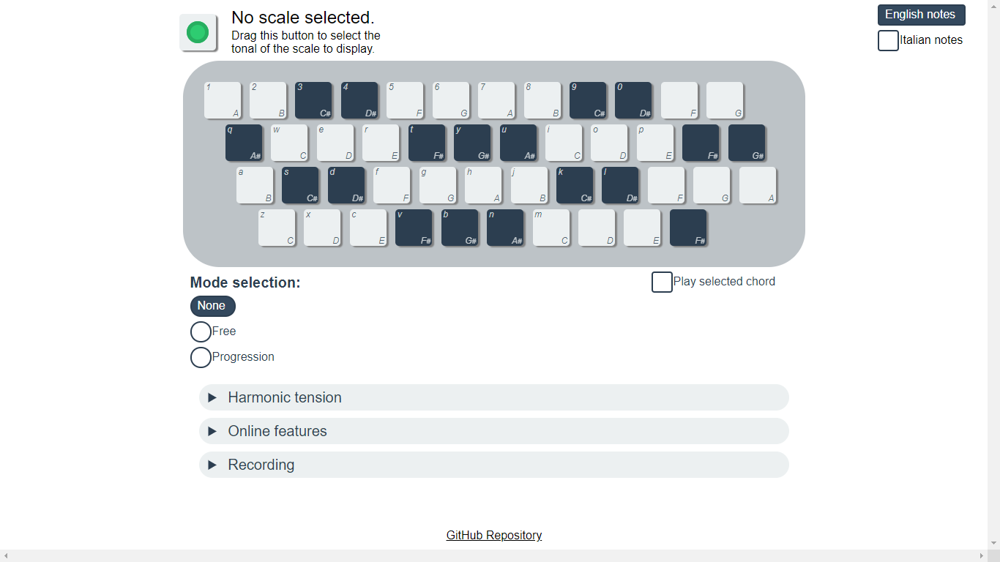 No scale selected.
Drag this button to select the
tonal of the scale to display.
English notes
Italian notes
1 2 3 4 5 6 7 8 9 0
A B C# D# F G A B C# D# F G
q w e r t y u i o p
A# C D E F# G# A# C D E F# G#
a s d f g h j k l
B C# D# F G A B C# D# F G A
z x c v b n m
C D E F# G# A# C D E F#
Mode selection:
Play selected chord
None
Free
Progression
Harmonic tension
Online features
Recording
GitHub Repository